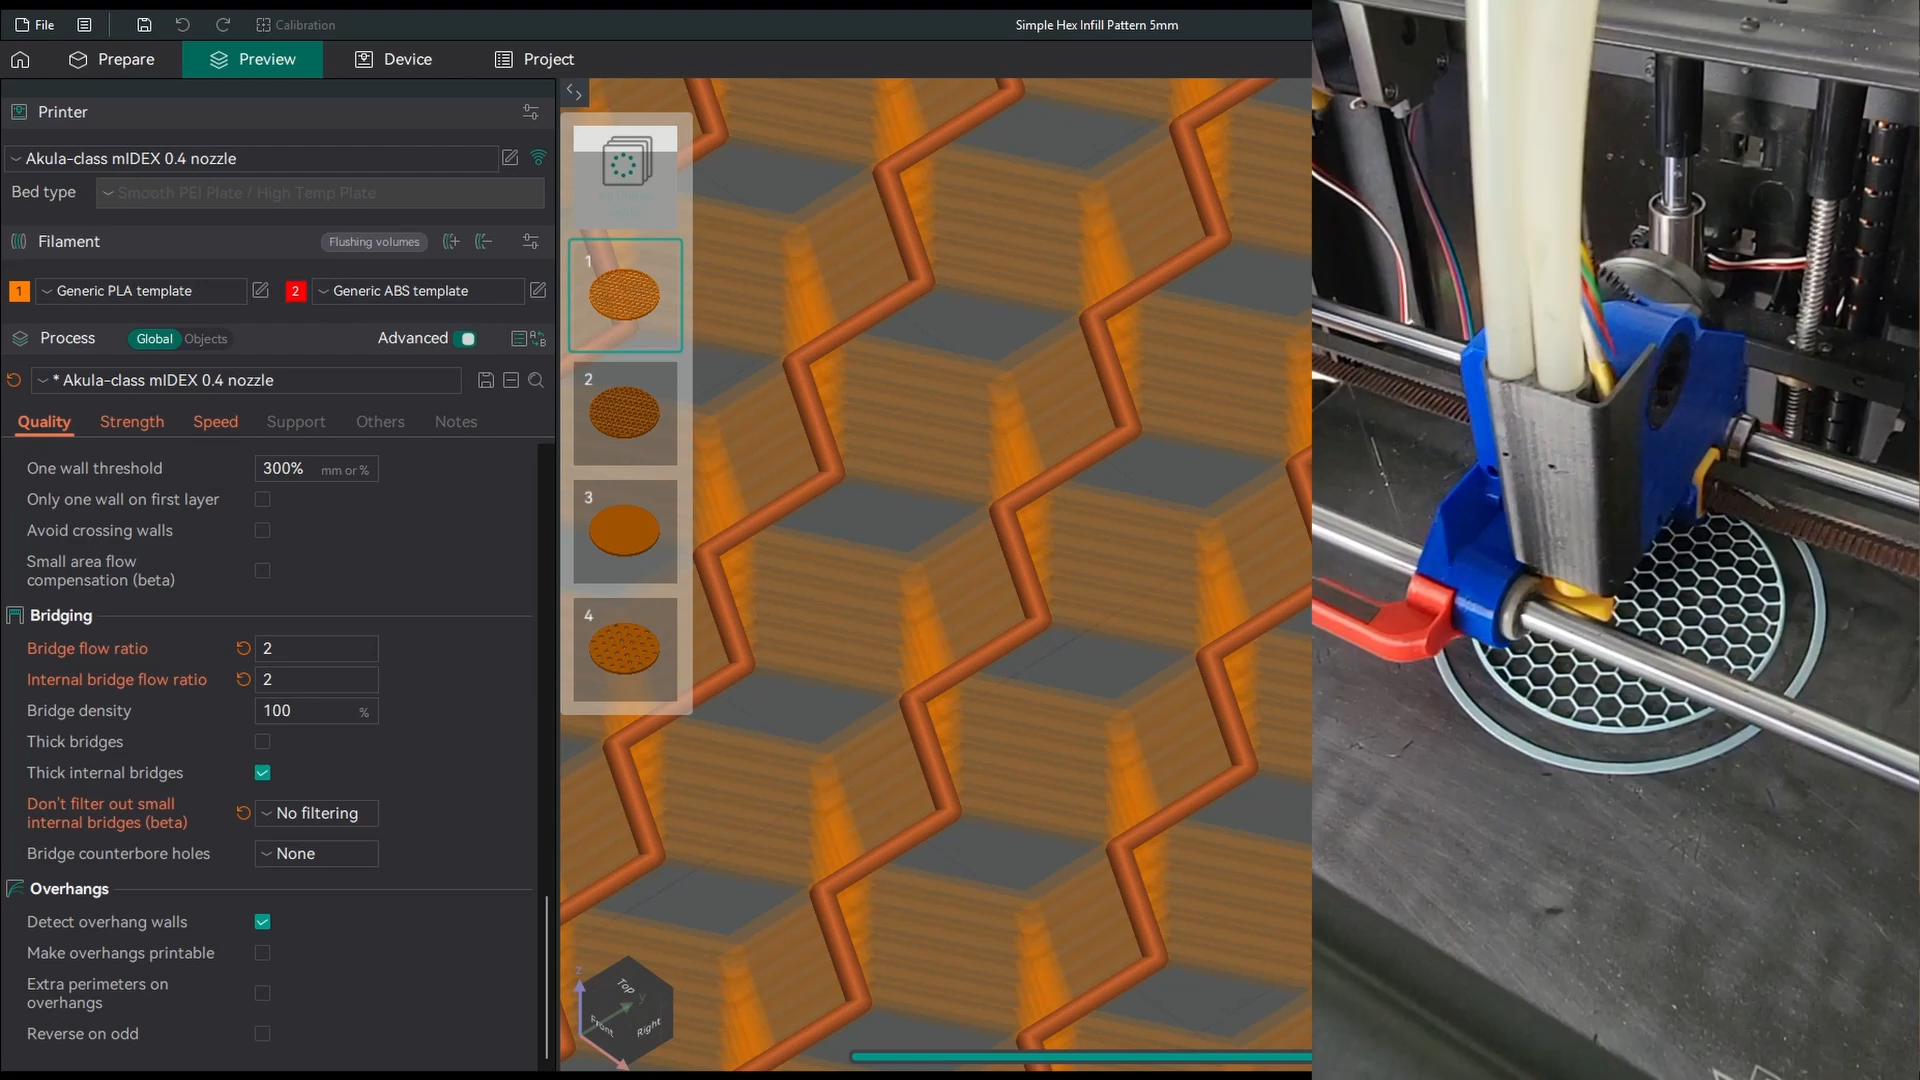 File
Calibration
Simple Hex Infill Pattern 5mm
Prepare
Preview
Device
Project
Printer
Akula-class mIDEX 0.4 nozzle
Bed type
Smooth PEI Plate / High Temp Plate
Filament
Flushing volumes
1
Generic PLA template
2
Generic ABS template
Process
Global
Objects
Advanced
* Akula-class mIDEX 0.4 nozzle
Quality
Strength
Speed
Support
Others
Notes
One wall threshold
300%
mm or %
Only one wall on first layer
Avoid crossing walls
Small area flow
compensation (beta)
Bridging
Bridge flow ratio
2
Internal bridge flow ratio
2
Bridge density
100
%
Thick bridges
Thick internal bridges
Don't filter out small
internal bridges (beta)
No filtering
Bridge counterbore holes
None
Overhangs
Detect overhang walls
Make overhangs printable
Extra perimeters on
overhangs
Reverse on odd
1
2
3
4
z
Top
y
Front
Right